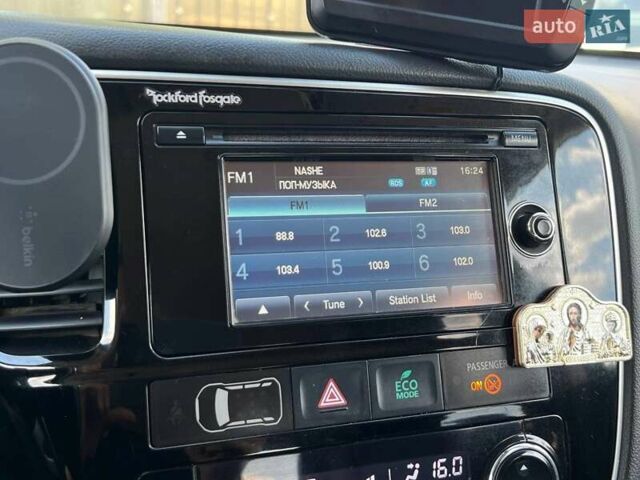 auto RIA
Rockford Fosgate
MENU
FM1 NASHE 16:24
ПОП-МУЗЫКА RDS AF
FM1 FM2
1 88.8 2 102.6 3 103.0
4 103.4 5 100.9 6 102.0
Tune Station List Info
belkin
ECO MODE
PASSENGER
ON
16.0